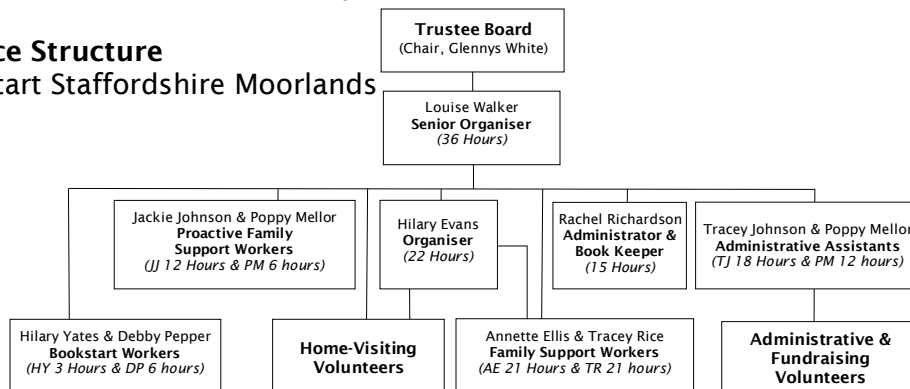 Trustee Board
(Chair, Glennys White)
ce Structure
tart Staffordshire Moorlands
Louise Walker
Senior Organiser
(36 Hours)
Jackie Johnson & Poppy Mellor
Proactive Family
Support Workers
(JJ 12 Hours & PM 6 hours)
Hilary Evans
Organiser
(22 Hours)
Rachel Richardson
Administrator &
Book Keeper
(15 Hours)
Tracey Johnson & Poppy Mellor
Administrative Assistants
(TJ 18 Hours & PM 12 hours)
Hilary Yates & Debby Pepper
Bookstart Workers
(HY 3 Hours & DP 6 hours)
Home-Visiting
Volunteers
Annette Ellis & Tracey Rice
Family Support Workers
(AE 21 Hours & TR 21 hours)
Administrative &
Fundraising
Volunteers